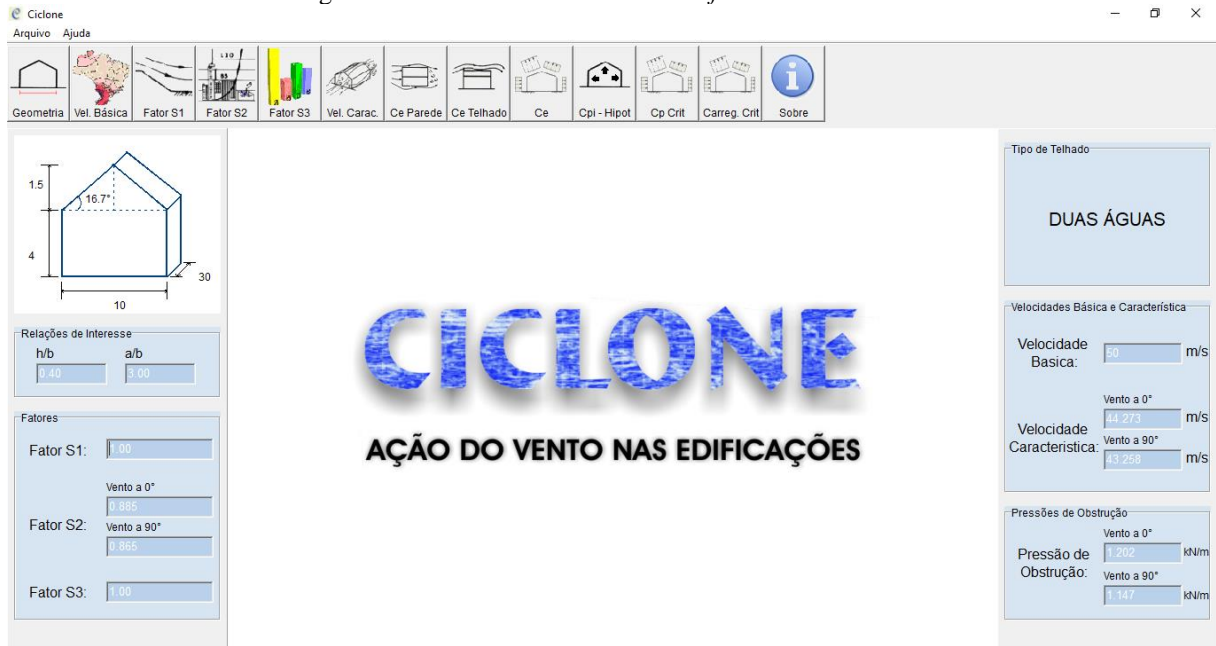 Ciclone
Arquivo Ajuda
Geometria Vel. Básica Fator S1 Fator S2 Fator S3 Vel. Carac. Ce Parede Ce Telhado Ce Cpi - Hipot Cp Crit Carreg. Crit Sobre
1.5
16.7°
4
30
10
Relações de Interesse
h/b a/b
0.40 3.00
Fatores
Fator S1: 1.00
Vento a 0°
0.885
Fator S2: Vento a 90°
0.865
Fator S3: 1.00
CICLONE
AÇÃO DO VENTO NAS EDIFICAÇÕES
Tipo de Telhado
DUAS ÁGUAS
Velocidades Básica e Característica
Velocidade
Basica: 50 m/s
Vento a 0°
44.273 m/s
Velocidade
Caracteristica: Vento a 90°
43.258 m/s
Pressões de Obstrução
Vento a 0°
Pressão de 1.202 kN/m
Obstrução: Vento a 90°
1.147 kN/m